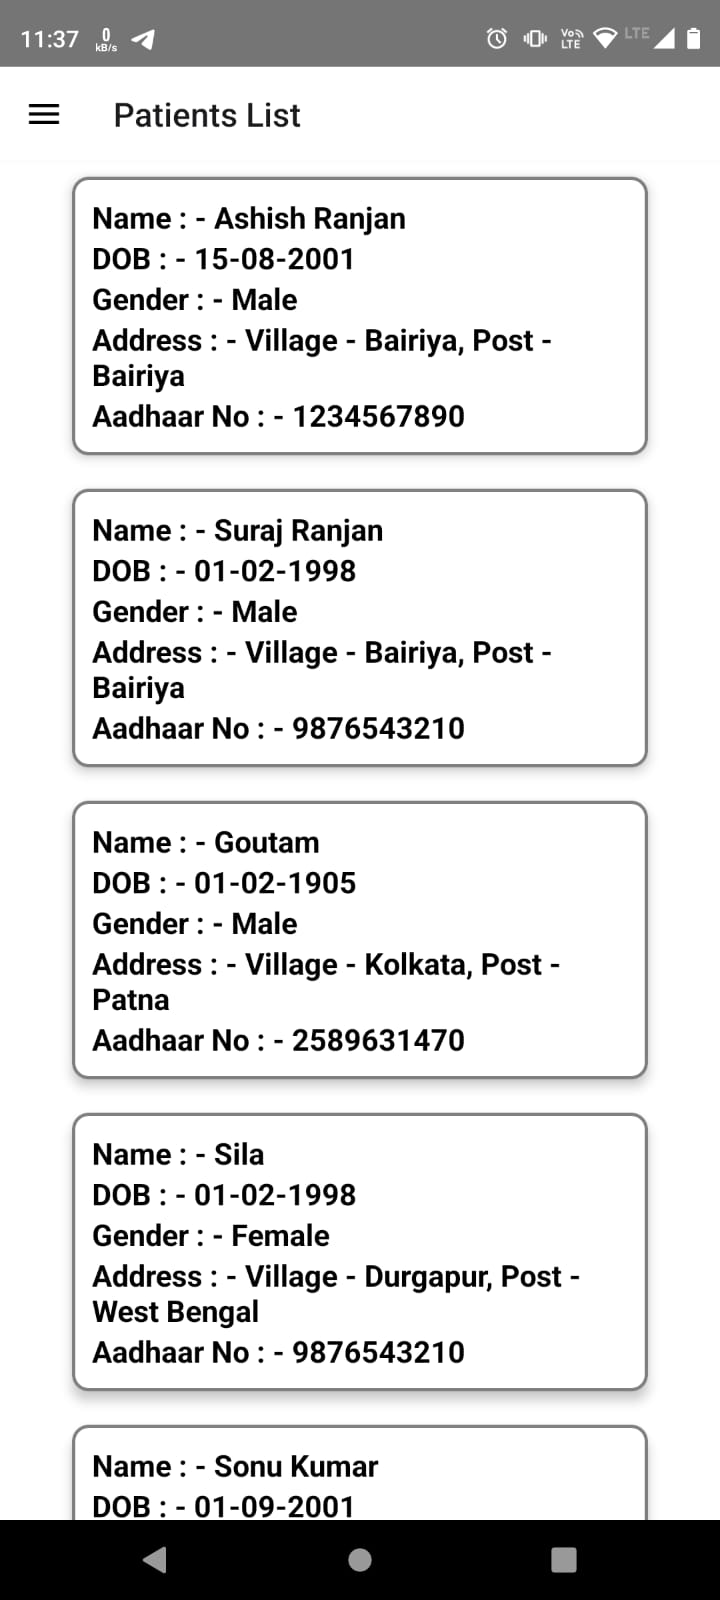 11:37 0 kB/s Vo) LTE LTE
Patients List
Name : - Ashish Ranjan
DOB : - 15-08-2001
Gender : - Male
Address : - Village - Bairiya, Post -
Bairiya
Aadhaar No : - 1234567890
Name : - Suraj Ranjan
DOB : - 01-02-1998
Gender : - Male
Address : - Village - Bairiya, Post -
Bairiya
Aadhaar No : - 9876543210
Name : - Goutam
DOB : - 01-02-1905
Gender : - Male
Address : - Village - Kolkata, Post -
Patna
Aadhaar No : - 2589631470
Name : - Sila
DOB : - 01-02-1998
Gender : - Female
Address : - Village - Durgapur, Post -
West Bengal
Aadhaar No : - 9876543210
Name : - Sonu Kumar
DOB : - 01-09-2001